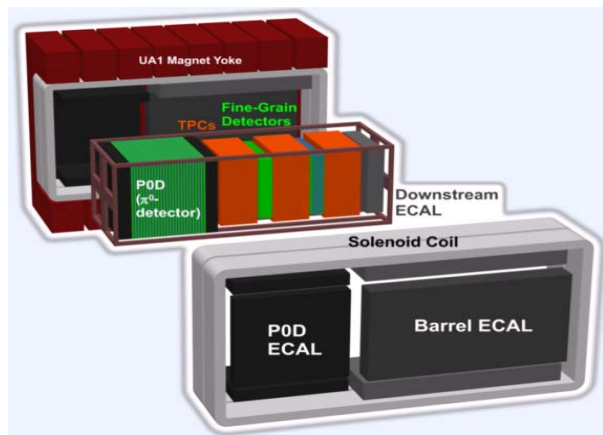 UA1 Magnet Yoke
Fine-Grain
Detectors
TPCs
P0D
(π⁰-
detector)
Downstream
ECAL
Solenoid Coil
P0D
ECAL
Barrel ECAL